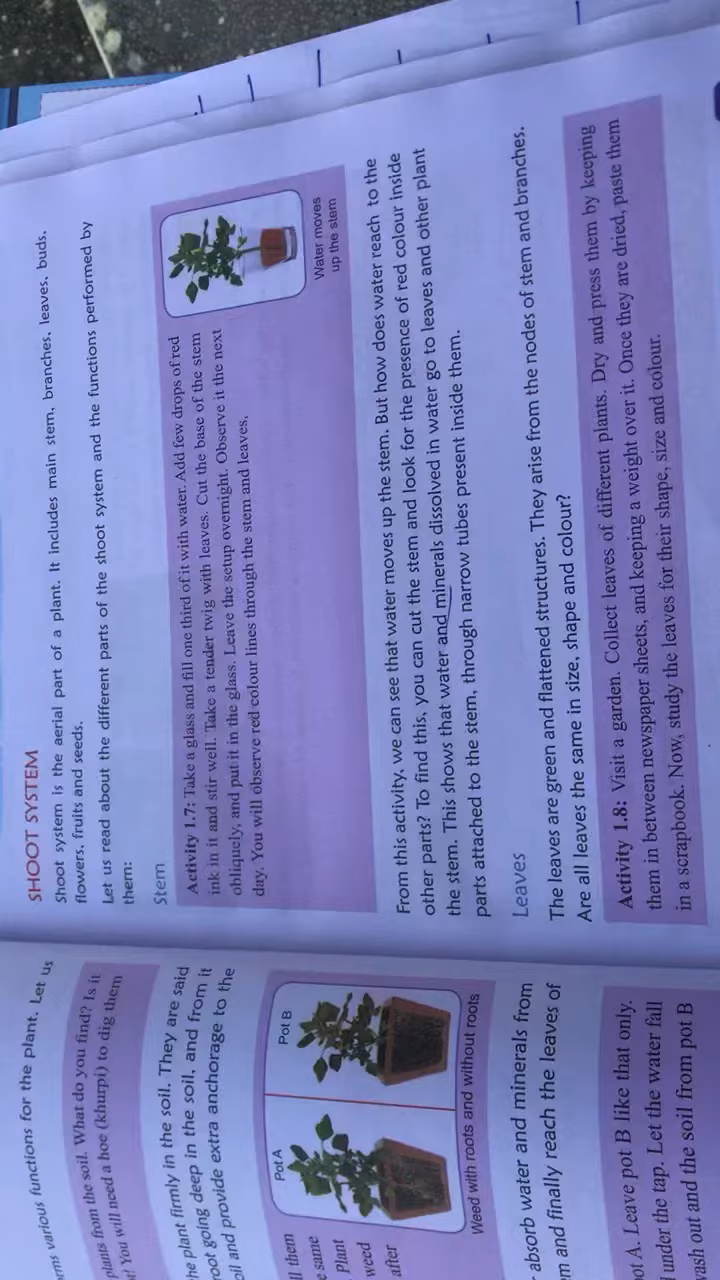 rms various functions for the plant. Let us
plants from the soil. What do you find? Is it
! You will need a hoe (khurpi) to dig them
he plant firmly in the soil. They are said
root going deep in the soil, and from it
oil and provide extra anchorage to the
ll them
e same
Plant
weed
after
Pot A
Pot B
Weed with roots and without roots
absorb water and minerals from
m and finally reach the leaves of
ot A. Leave pot B like that only.
under the tap. Let the water fall
wash out and the soil from pot B
SHOOT SYSTEM
Shoot system is the aerial part of a plant. It includes main stem, branches, leaves, buds,
flowers, fruits and seeds.
Let us read about the different parts of the shoot system and the functions performed by
them:
Stem
Activity 1.7: Take a glass and fill one third of it with water. Add few drops of red
ink in it and stir well. Take a tender twig with leaves. Cut the base of the stem
obliquely, and put it in the glass. Leave the setup overnight. Observe it the next
day. You will observe red colour lines through the stem and leaves.
Water moves
up the stem
From this activity, we can see that water moves up the stem. But how does water reach to the
other parts? To find this, you can cut the stem and look for the presence of red colour inside
the stem. This shows that water and minerals dissolved in water go to leaves and other plant
parts attached to the stem, through narrow tubes present inside them.
Leaves
The leaves are green and flattened structures. They arise from the nodes of stem and branches.
Are all leaves the same in size, shape and colour?
Activity 1.8: Visit a garden. Collect leaves of different plants. Dry and press them by keeping
them in between newspaper sheets, and keeping a weight over it. Once they are dried, paste them
in a scrapbook. Now, study the leaves for their shape, size and colour.